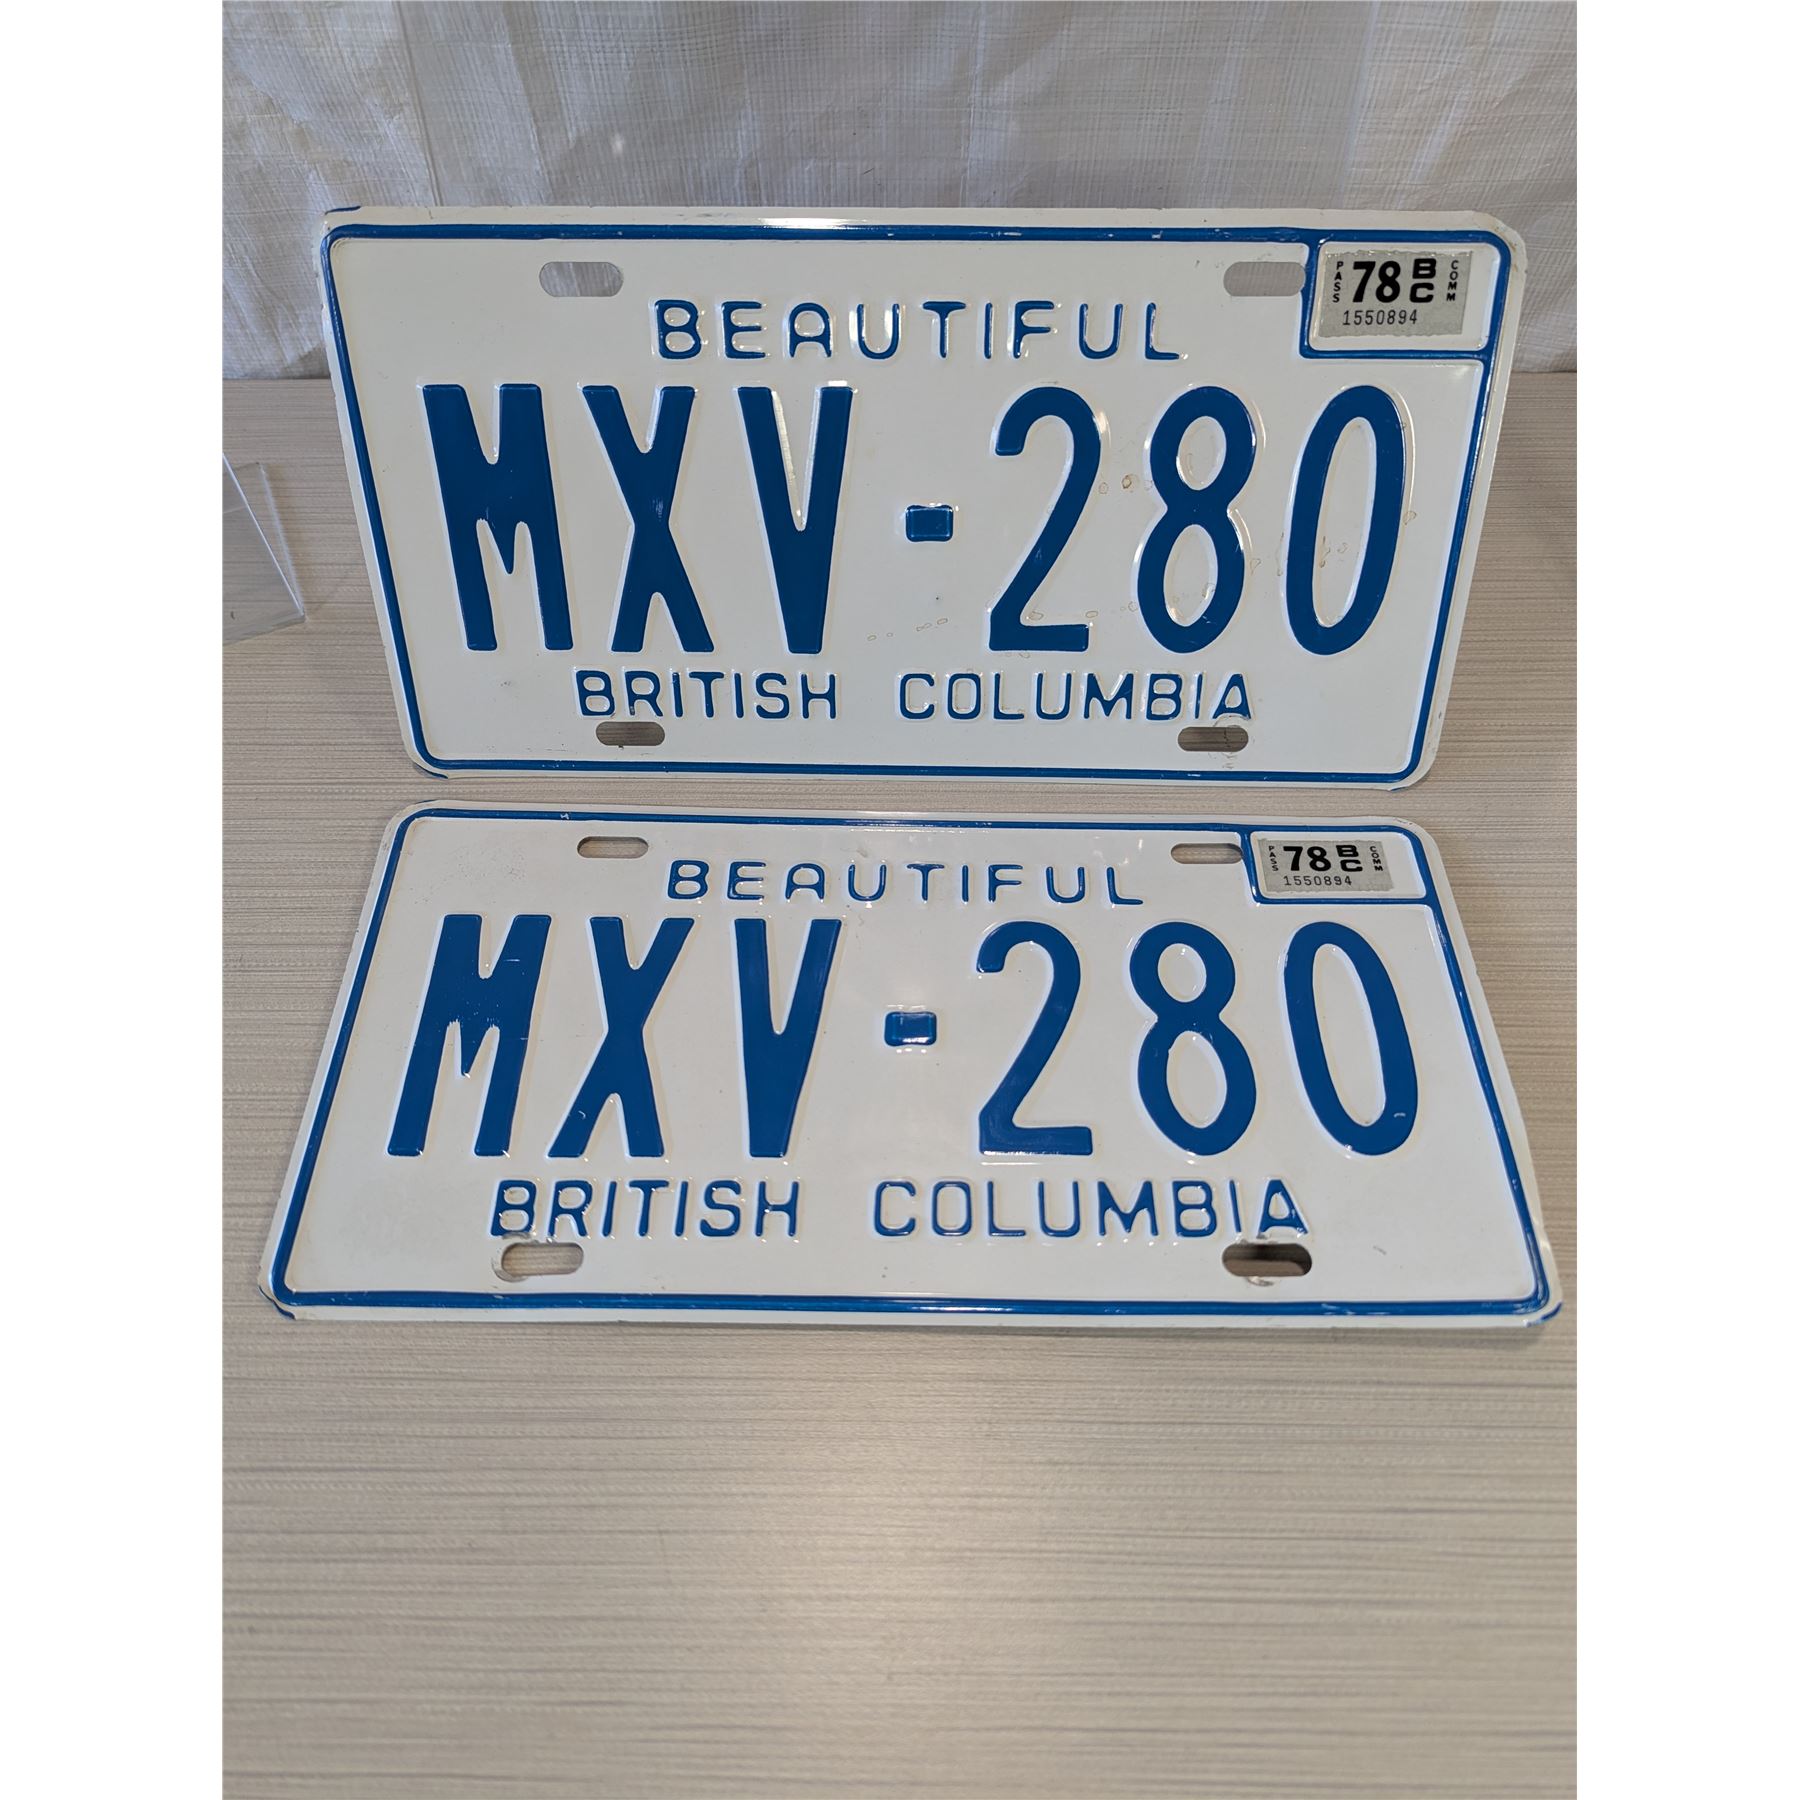 PASS 78 BC COMM
1550894
BEAUTIFUL
MXV-280
BRITISH COLUMBIA
PASS 78 BC COMM
1550894
BEAUTIFUL
MXV-280
BRITISH COLUMBIA